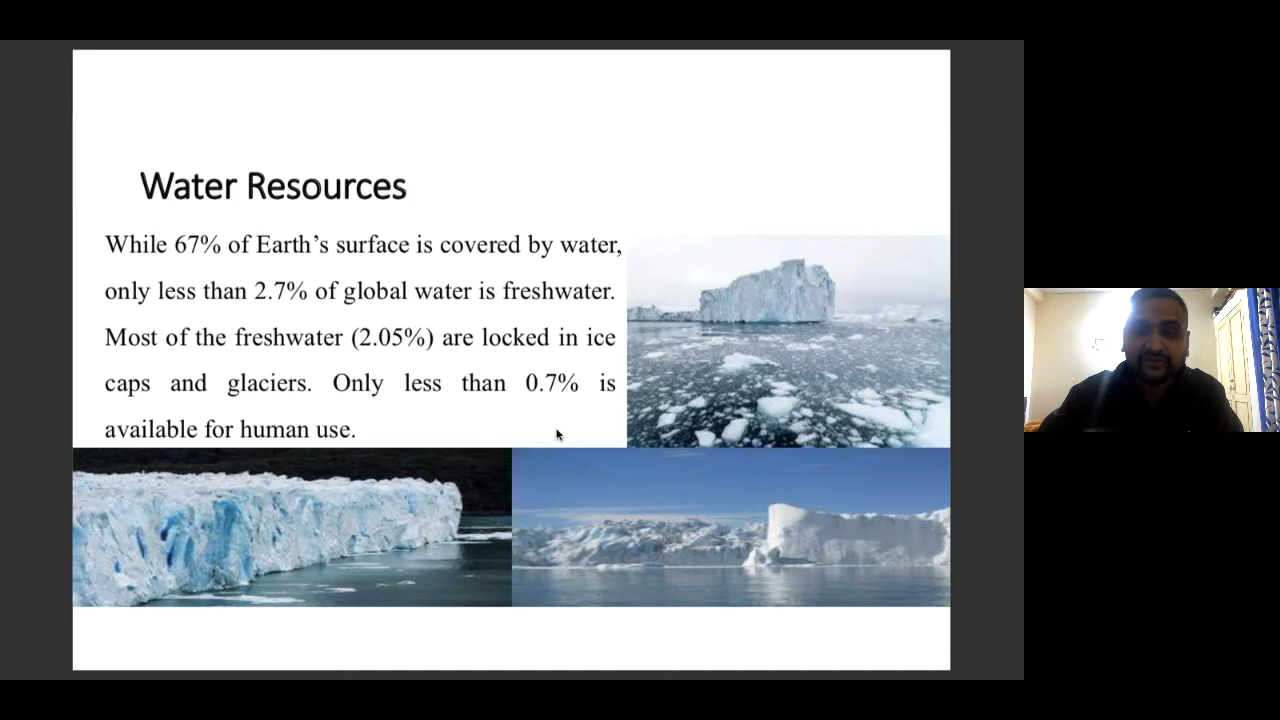 Water Resources
While 67% of Earth’s surface is covered by water,
only less than 2.7% of global water is freshwater.
Most of the freshwater (2.05%) are locked in ice
caps and glaciers. Only less than 0.7% is
available for human use.